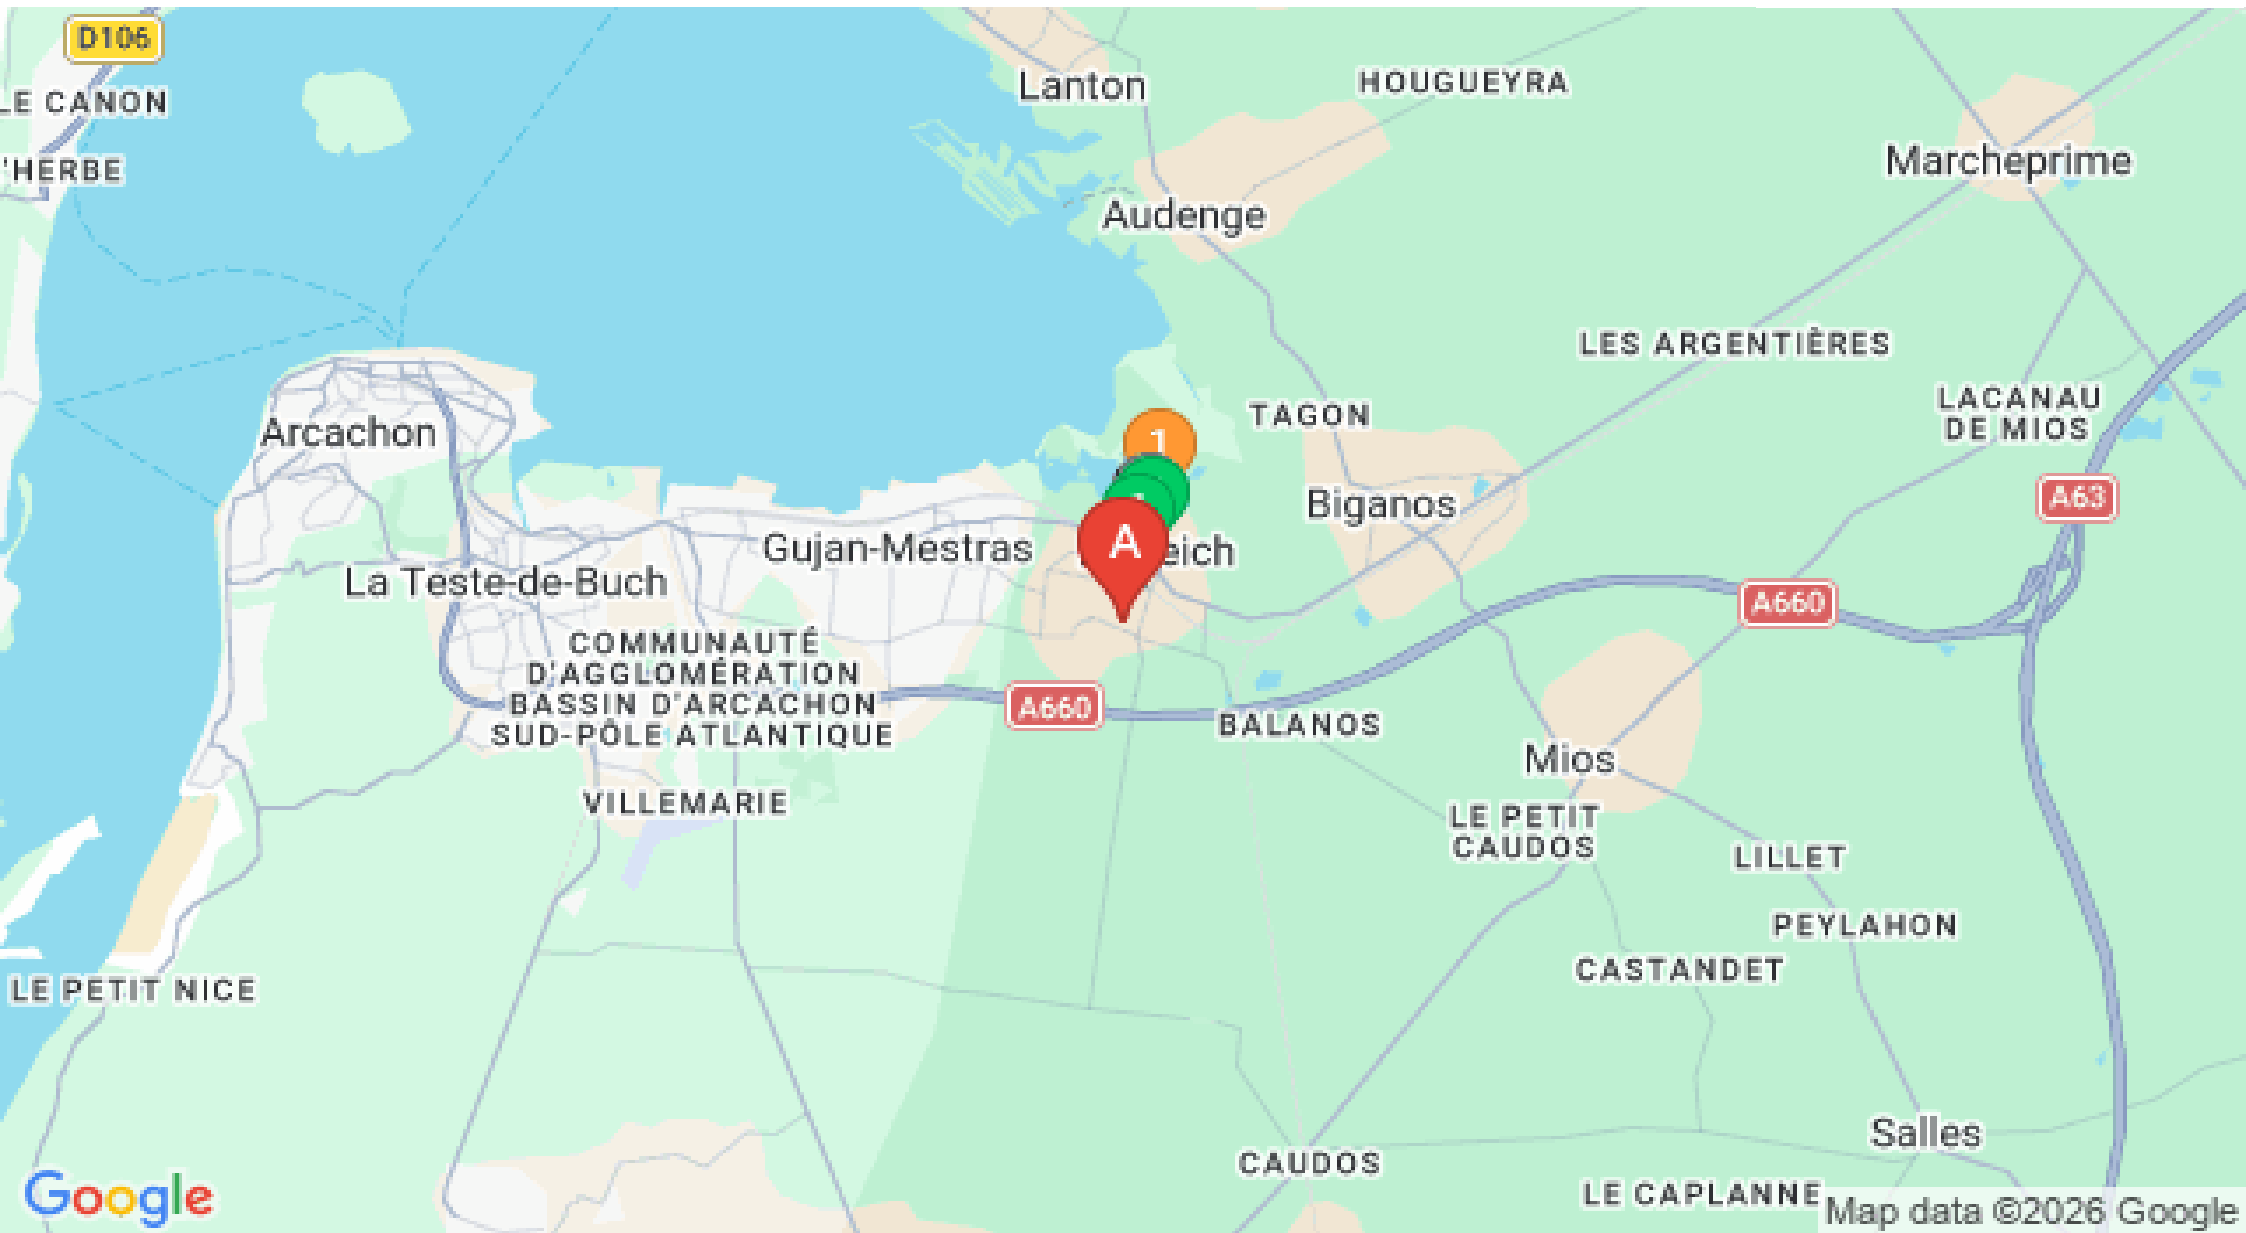 D106
LE CANON
'HERBE
Lanton
HOUGUEYRA
Marcheprime
Audenge
LES ARGENTIÈRES
TAGON
LACANAU
DE MIOS
Arcachon
1
A63
Biganos
A
eich
Gujan-Mestras
La Teste-de-Buch
A660
COMMUNAUTÉ
D'AGGLOMÉRATION
BASSIN D'ARCACHON
SUD-PÔLE ATLANTIQUE
A660
BALANOS
Mios
VILLEMARIE
LE PETIT
CAUDOS
LILLET
PEYLAHON
CASTANDET
LE PETIT NICE
Salles
CAUDOS
LE CAPLANNE
Google
Map data ©2026 Google